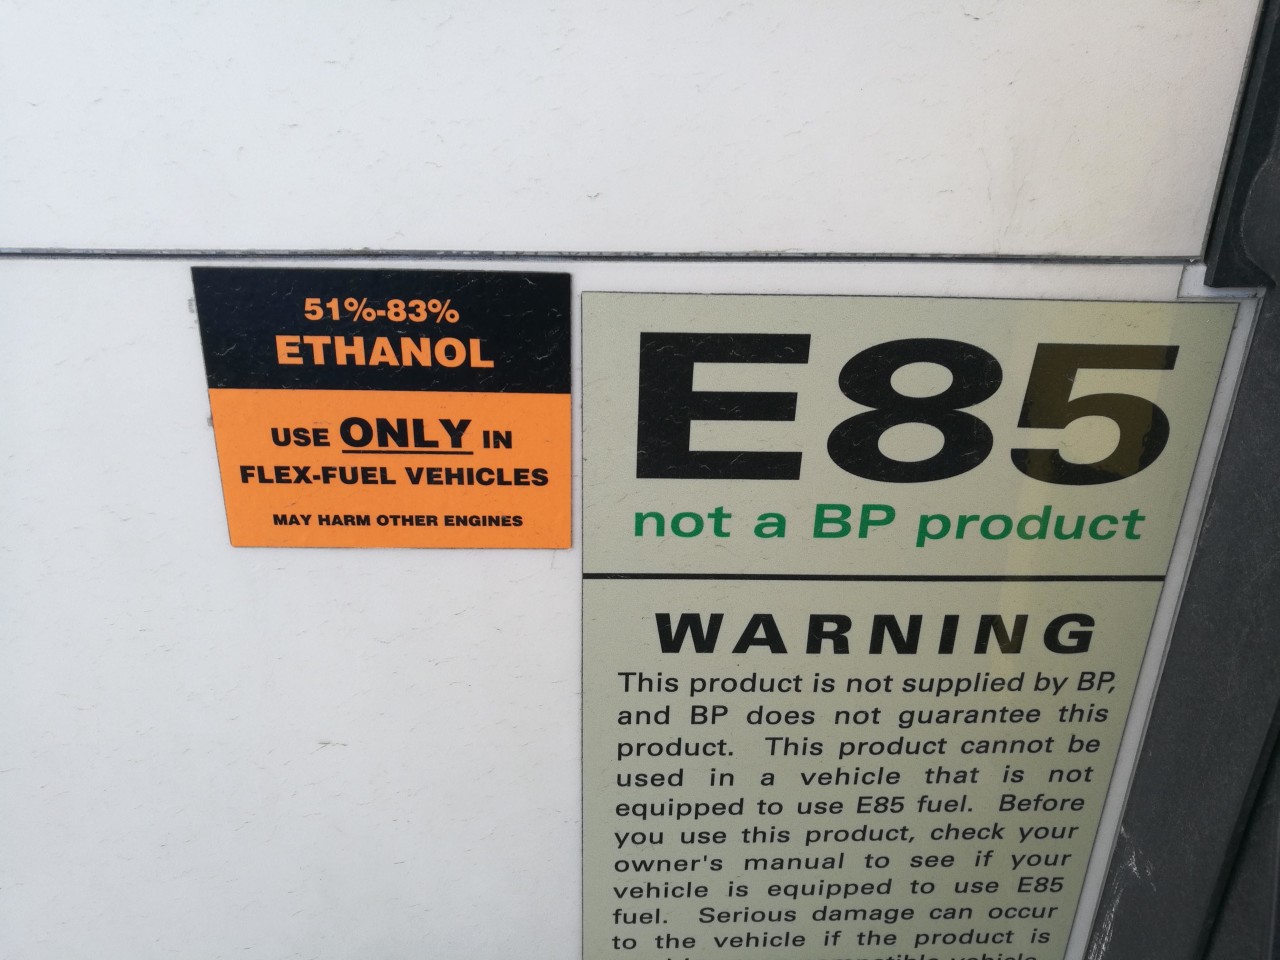 51%-83%
ETHANOL
USE ONLY IN
FLEX-FUEL VEHICLES
MAY HARM OTHER ENGINES
E85
not a BP product
WARNING
This product is not supplied by BP,
and BP does not guarantee this
product. This product cannot be
used in a vehicle that is not
equipped to use E85 fuel. Before
you use this product, check your
owner's manual to see if your
vehicle is equipped to use E85
fuel. Serious damage can occur
to the vehicle if the product is